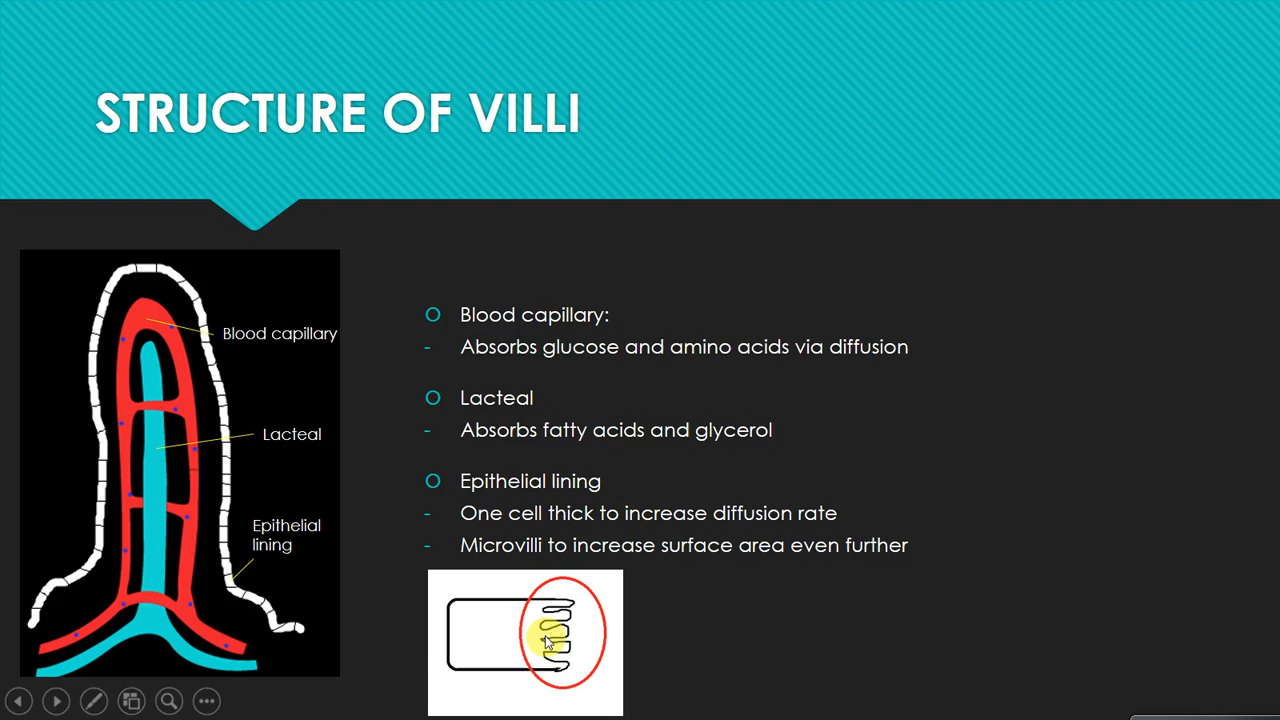 STRUCTURE OF VILLI
Blood capillary
Lacteal
Epithelial
lining
Blood capillary:
- Absorbs glucose and amino acids via diffusion
Lacteal
- Absorbs fatty acids and glycerol
Epithelial lining
- One cell thick to increase diffusion rate
- Microvilli to increase surface area even further